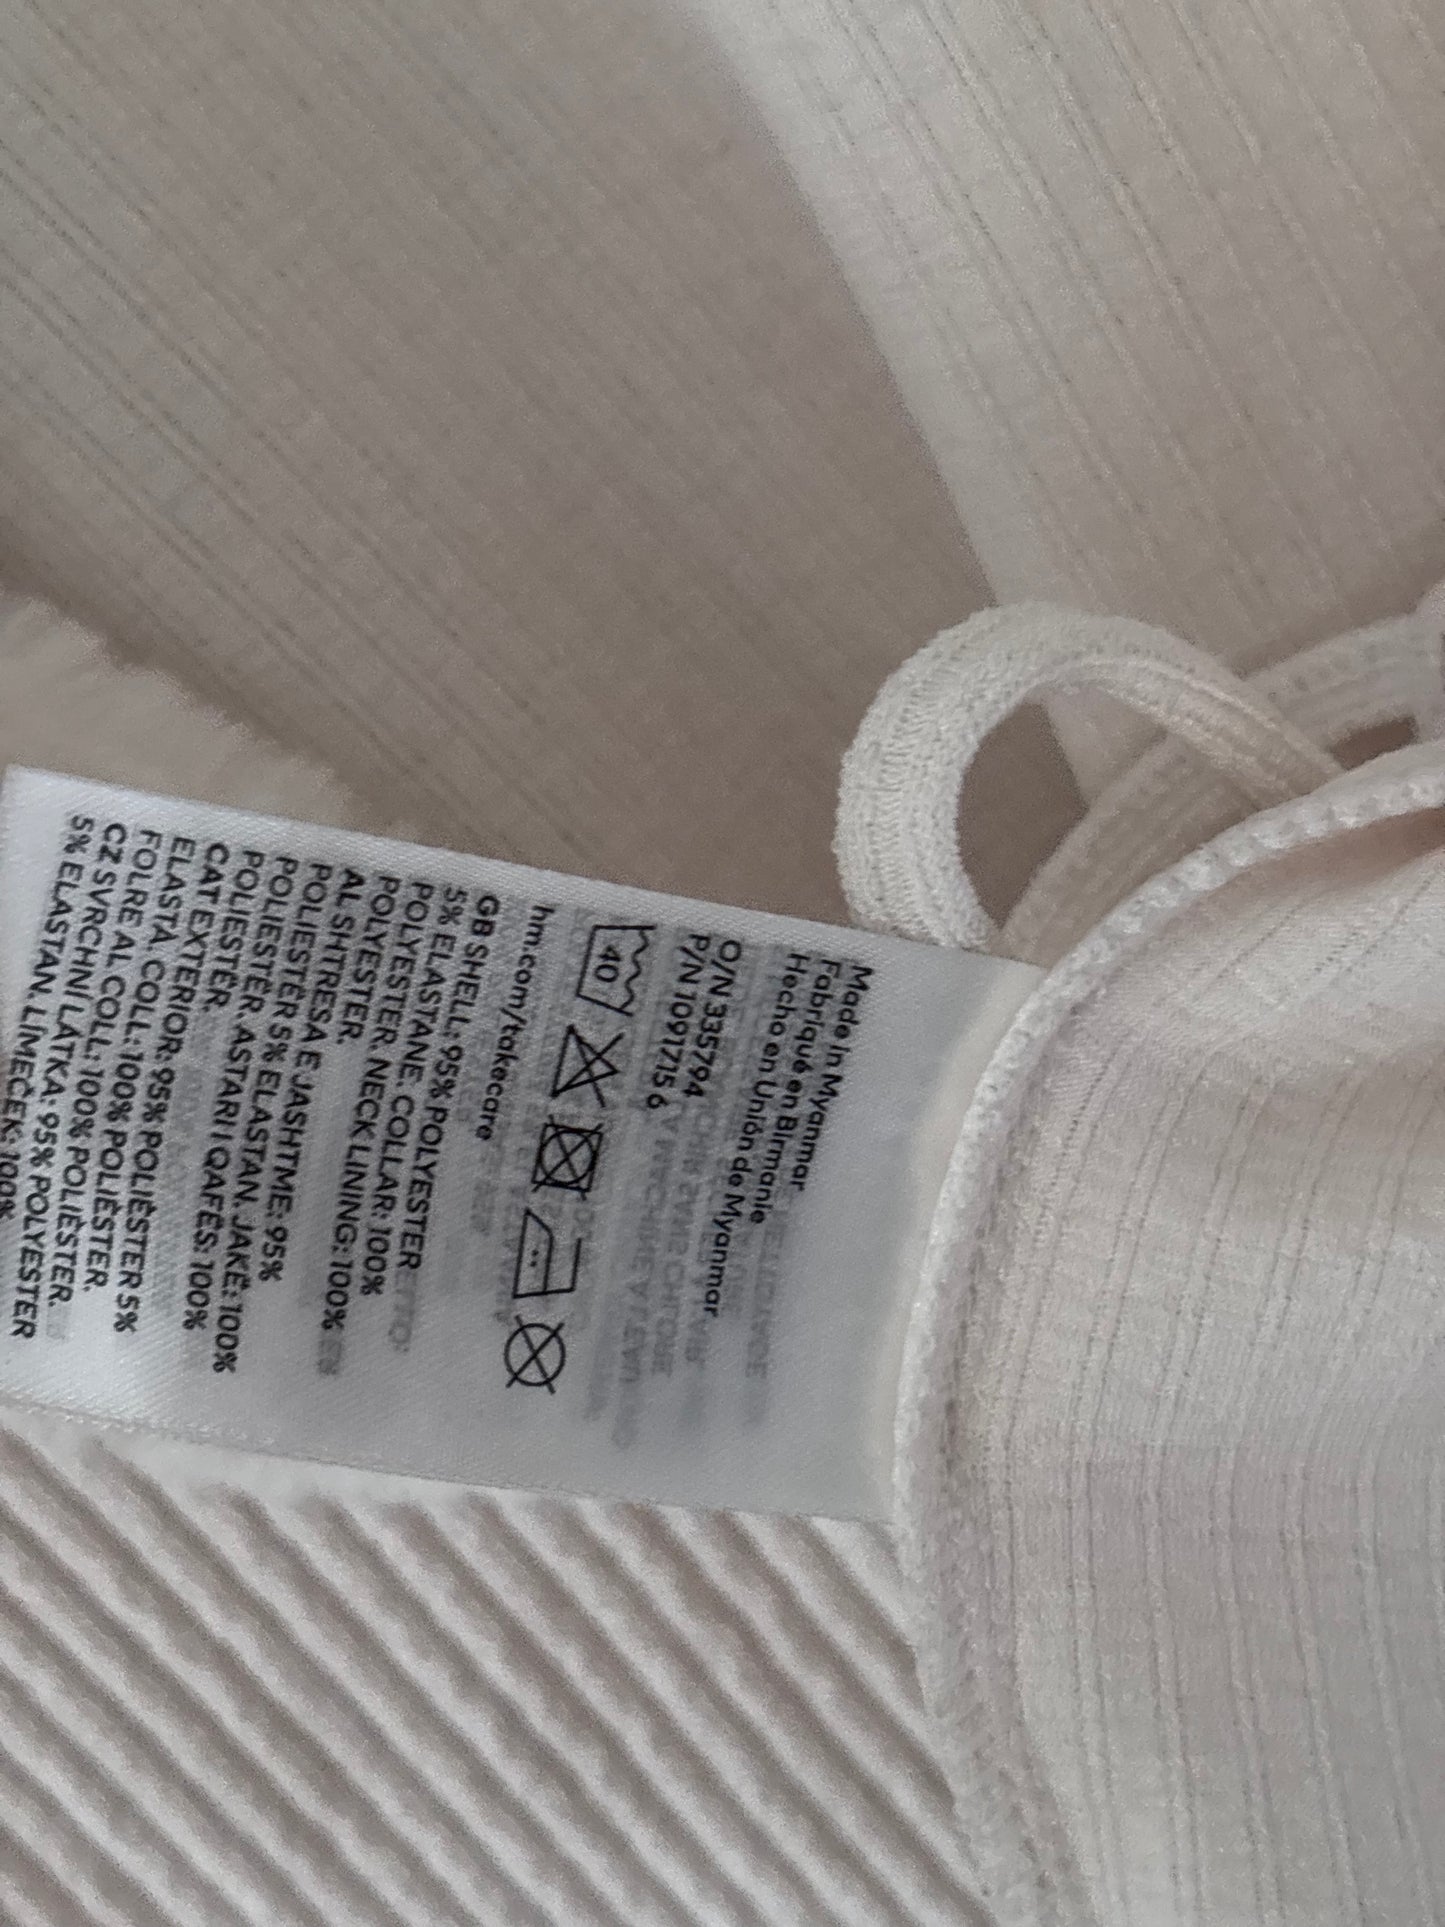 Made in Myanmar
Fabriqué en Birmanie
Hecho en Unión de Myanmar
O/N 335794
P/N 1091715 6
40
hm.com/takecare
GB SHELL: 95% POLYESTER
5% ELASTANE. COLLAR: 100%
POLYESTER. NECK LINING: 100%
POLYESTER.
AL SHTRESA E JASHTME: 95%
POLIESTËR 5% ELASTAN. JAKË: 100%
POLIESTËR. ASTARI I QAFËS: 100%
POLIESTËR.
CAT EXTERIOR: 95% POLIÈSTER 5%
ELASTÀ. COLL: 100% POLIÈSTER.
FOLRE AL COLL: 100% POLIÈSTER.
CZ SVRCHNÍ LÁTKA: 95% POLYESTER
5% ELASTAN. LÍMEČEK: 100%